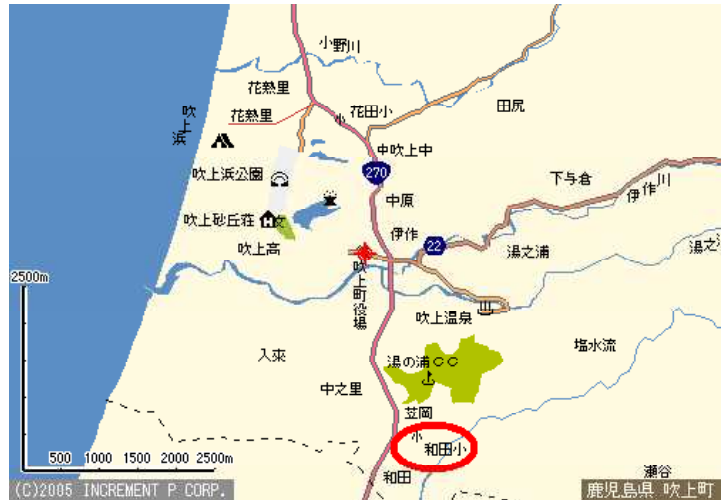 小野川
花熟里
花熟里
小
花田小
田尻
吹上浜
中吹上中
吹上浜公園
270
下与倉
伊作川
中原
吹上砂丘荘
文
伊作
22
吹上高
湯之浦
湯之
2500m
吹上町役場
吹上温泉
塩水流
入来
湯の浦CC
中之里
笠岡
小
和田小
500 1000 1500 2000 2500m
和田
瀬谷
(C)2005 INCREMENT P CORP.
鹿児島県 吹上町